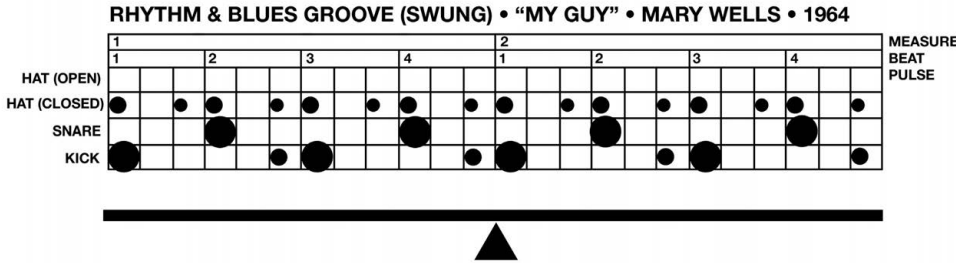 RHYTHM & BLUES GROOVE (SWUNG) • “MY GUY” • MARY WELLS • 1964
1 2 MEASURE
1 2 3 4 1 2 3 4 BEAT
HAT (OPEN) PULSE
HAT (CLOSED)
SNARE
KICK